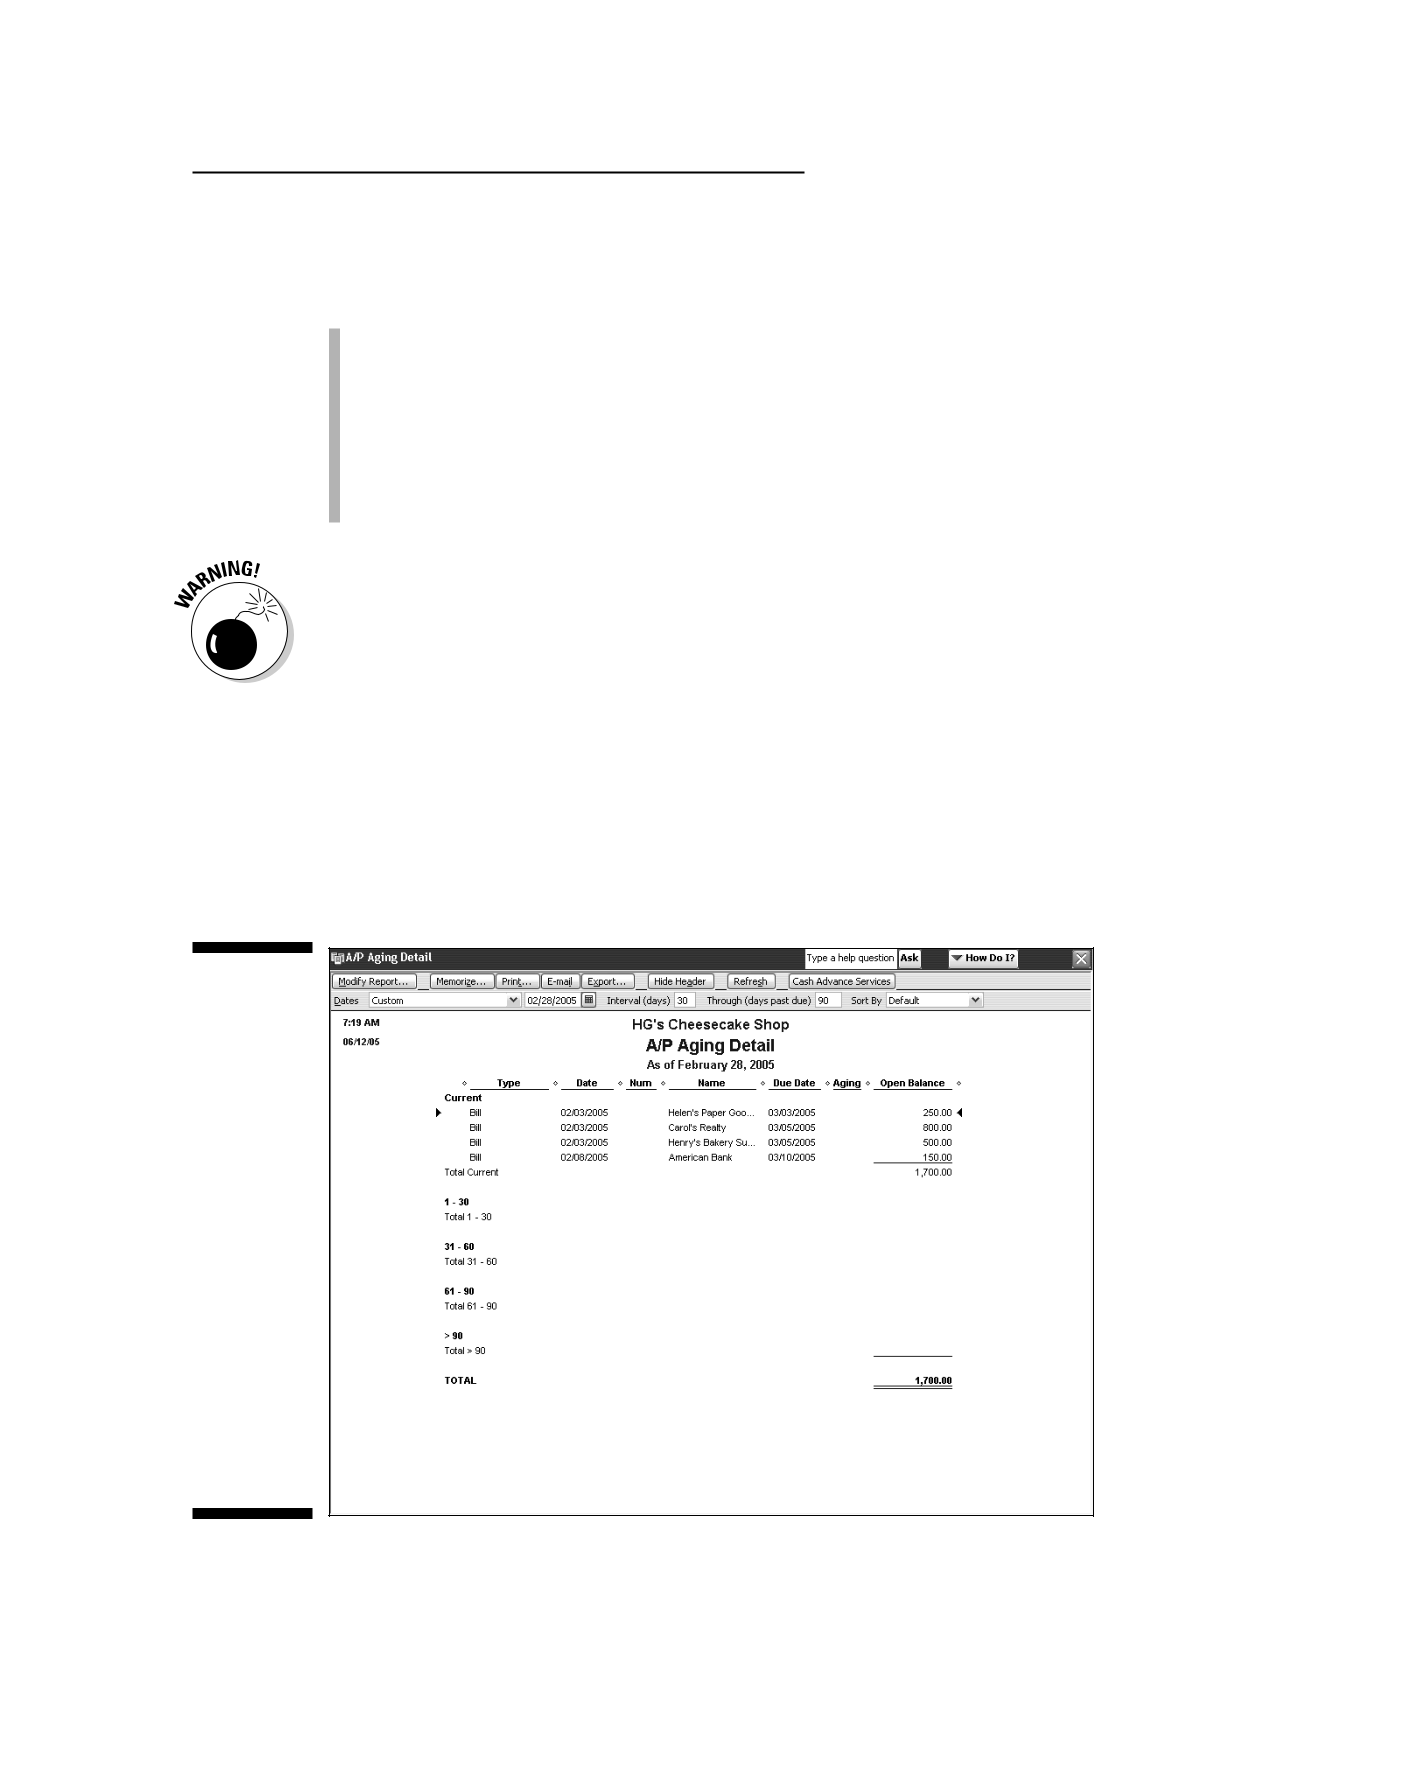 WARNING!
A/P Aging Detail
Type a help question Ask How Do I?
Modify Report... Memorize... Print... E-mail Export... Hide Header Refresh Cash Advance Services
Dates Custom 02/28/2005 Interval (days) 30 Through (days past due) 90 Sort By Default
7:19 AM HG's Cheesecake Shop
06/12/05 A/P Aging Detail
As of February 28, 2005
Type Date Num Name Due Date Aging Open Balance
Current
Bill 02/03/2005 Helen's Paper Goo... 03/03/2005 250.00
Bill 02/03/2005 Carol's Realty 03/05/2005 800.00
Bill 02/03/2005 Henry's Bakery Su... 03/05/2005 500.00
Bill 02/08/2005 American Bank 03/10/2005 150.00
Total Current 1,700.00
1 - 30
Total 1 - 30
31 - 60
Total 31 - 60
61 - 90
Total 61 - 90
> 90
Total > 90
TOTAL 1,700.00